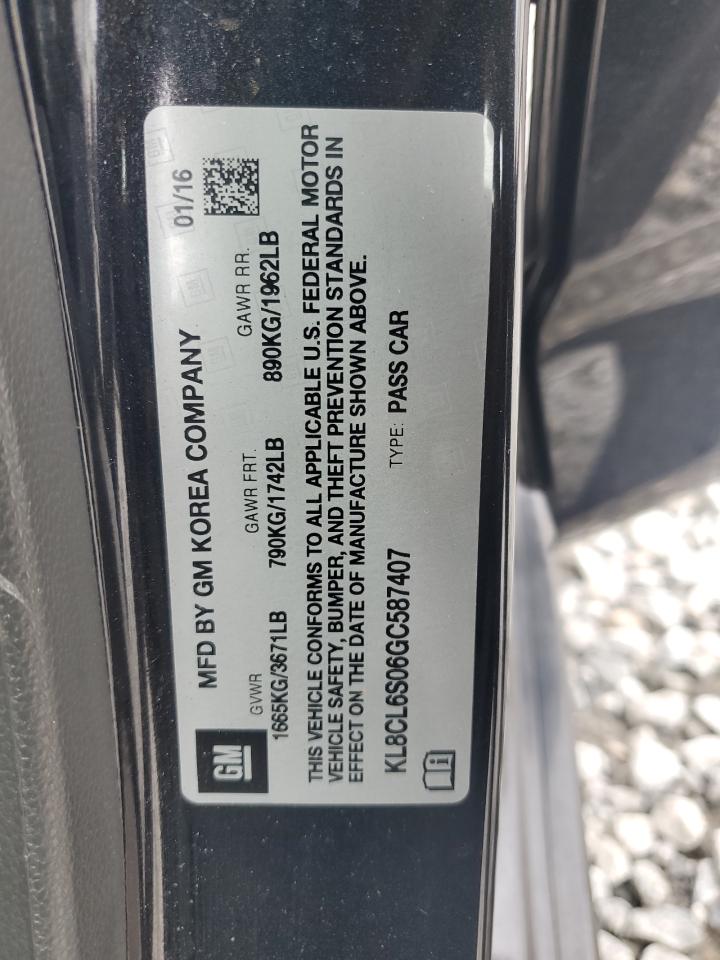 GM
MFD BY GM KOREA COMPANY 01/16
GVWR GAWR FRT. GAWR RR.
1665KG/3671LB 790KG/1742LB 890KG/1962LB
THIS VEHICLE CONFORMS TO ALL APPLICABLE U.S. FEDERAL MOTOR
VEHICLE SAFETY, BUMPER, AND THEFT PREVENTION STANDARDS IN
EFFECT ON THE DATE OF MANUFACTURE SHOWN ABOVE.
KL8CL6S06GC587407 TYPE: PASS CAR